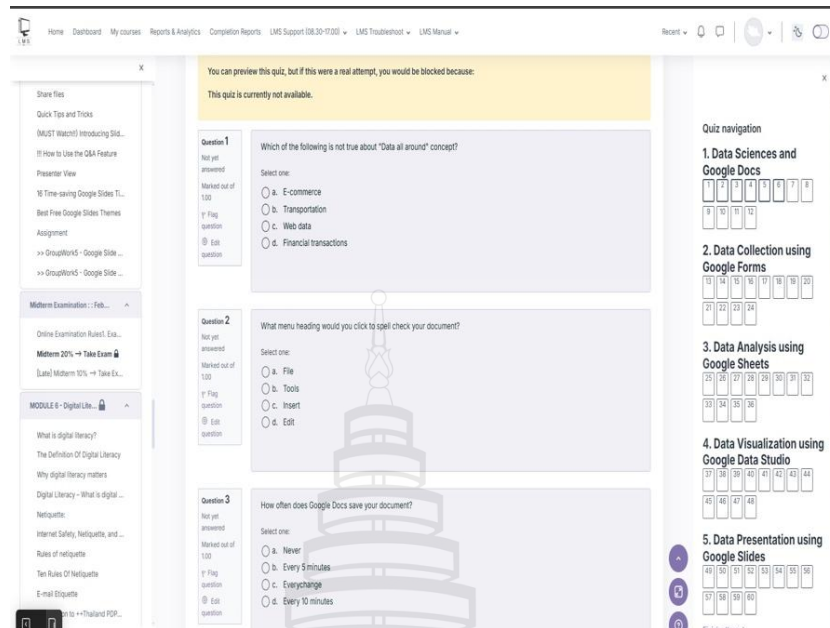 LMS
Home Dashboard My courses Reports & Analytics Completion Reports LMS Support (08.30-17.00) LMS Troubleshoot LMS Manual
Recent
x
Share files
Quick Tips and Tricks
(MUST Watch!!) Introducing Slid...
!!! How to Use the Q&A Feature
Presenter View
16 Time-saving Google Slides Ti...
Best Free Google Slides Themes
Assignment
>> GroupWork5 - Google Slide ...
>> GroupWork5 - Google Slide ...
Midterm Examination : : Feb...
Online Examination Rules1. Exa...
Midterm 20% → Take Exam
[Late] Midterm 10% → Take Ex...
MODULE 6 - Digital Lite...
What is digital literacy?
The Definition Of Digital Literacy
Why digital literacy matters
Digital Literacy – What is digital ...
Netiquette:
Internet Safety, Netiquette, and ...
Rules of netiquette
Ten Rules Of Netiquette
E-mail Etiquette
on to ++Thailand PDP...
You can preview this quiz, but if this were a real attempt, you would be blocked because:
This quiz is currently not available.
Question 1
Not yet
answered
Marked out of
1.00
Flag
question
Edit
question
Which of the following is not true about "Data all around" concept?
Select one:
a. E-commerce
b. Transportation
c. Web data
d. Financial transactions
Question 2
Not yet
answered
Marked out of
1.00
Flag
question
Edit
question
What menu heading would you click to spell check your document?
Select one:
a. File
b. Tools
c. Insert
d. Edit
Question 3
Not yet
answered
Marked out of
1.00
Flag
question
Edit
question
How often does Google Docs save your document?
Select one:
a. Never
b. Every 5 minutes
c. Everychange
d. Every 10 minutes
x
Quiz navigation
1. Data Sciences and
Google Docs
1 2 3 4 5 6 7 8
9 10 11 12
2. Data Collection using
Google Forms
13 14 15 16 17 18 19 20
21 22 23 24
3. Data Analysis using
Google Sheets
25 26 27 28 29 30 31 32
33 34 35 36
4. Data Visualization using
Google Data Studio
37 38 39 40 41 42 43 44
45 46 47 48
5. Data Presentation using
Google Slides
49 50 51 52 53 54 55 56
57 58 59 60